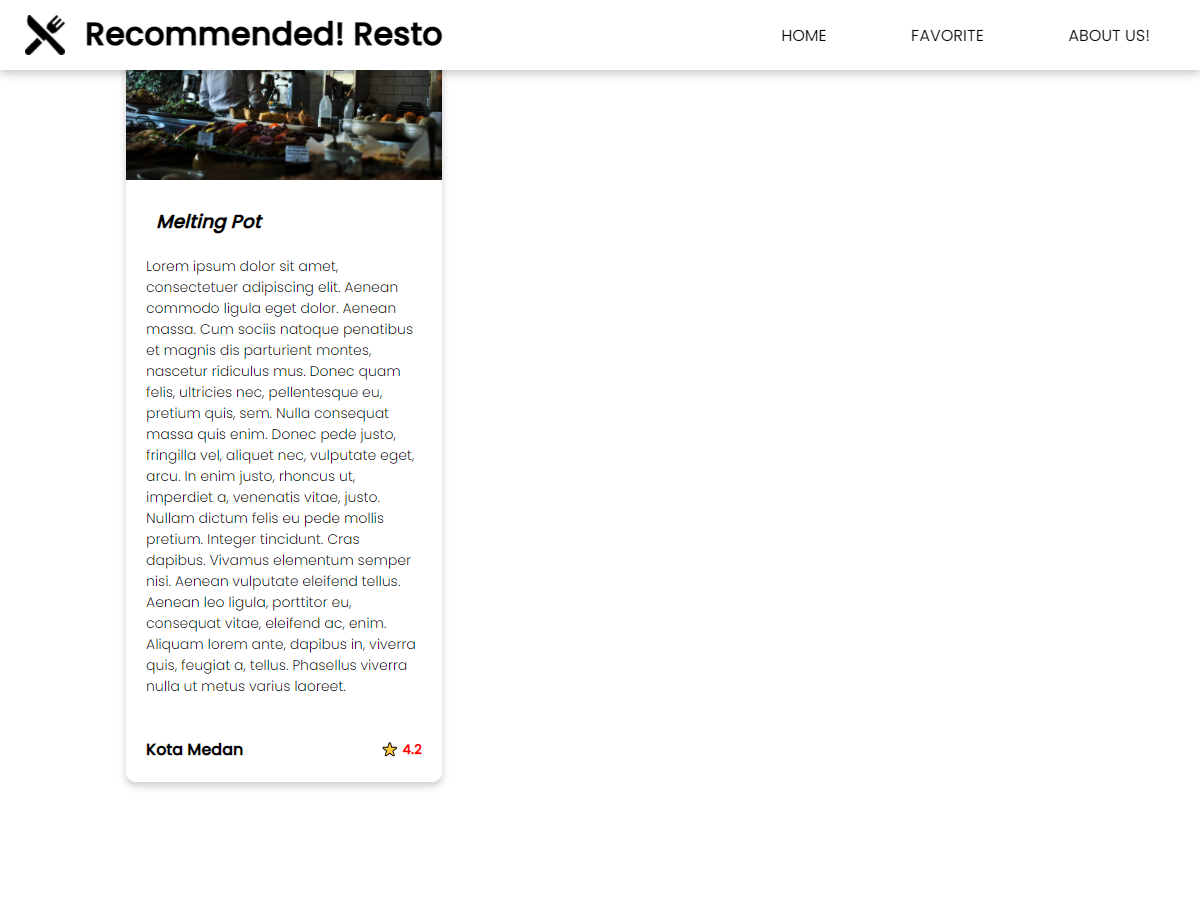 Recommended! Resto
HOME
FAVORITE
ABOUT US!
Melting Pot
Lorem ipsum dolor sit amet,
consectetuer adipiscing elit. Aenean
commodo ligula eget dolor. Aenean
massa. Cum sociis natoque penatibus
et magnis dis parturient montes,
nascetur ridiculus mus. Donec quam
felis, ultricies nec, pellentesque eu,
pretium quis, sem. Nulla consequat
massa quis enim. Donec pede justo,
fringilla vel, aliquet nec, vulputate eget,
arcu. In enim justo, rhoncus ut,
imperdiet a, venenatis vitae, justo.
Nullam dictum felis eu pede mollis
pretium. Integer tincidunt. Cras
dapibus. Vivamus elementum semper
nisi. Aenean vulputate eleifend tellus.
Aenean leo ligula, porttitor eu,
consequat vitae, eleifend ac, enim.
Aliquam lorem ante, dapibus in, viverra
quis, feugiat a, tellus. Phasellus viverra
nulla ut metus varius laoreet.
Kota Medan
4.2